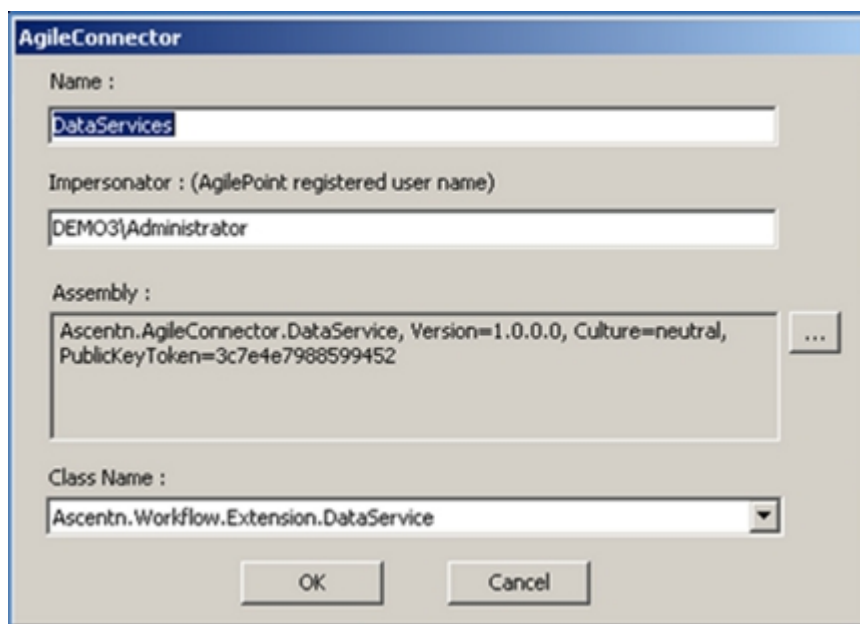 AgileConnector
Name :
DataServices
Impersonator : (AgilePoint registered user name)
DEMO3\Administrator
Assembly :
Ascentn.AgileConnector.DataService, Version=1.0.0.0, Culture=neutral,
PublicKeyToken=3c7e4e7988599452
...
Class Name :
Ascentn.Workflow.Extension.DataService
OK
Cancel